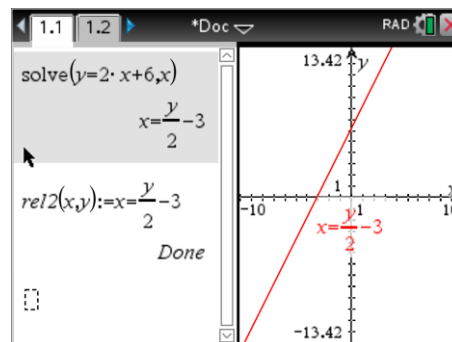 1.1 1.2 *Doc RAD
solve(y=2·x+6,x)
x=y/2-3
rel2(x,y):=x=y/2-3
Done
13.42 y
1
-10 1
x=y/2-3
-13.42